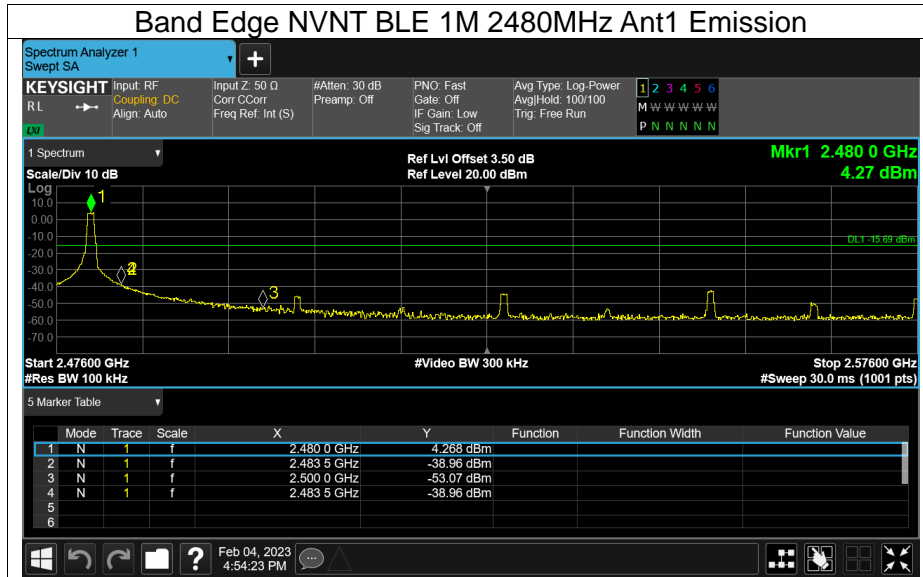 Band Edge NVNT BLE 1M 2480MHz Ant1 Emission
Spectrum Analyzer 1
Swept SA
KEYSIGHT
R L
LXI
Input: RF
Coupling: DC
Align: Auto
Input Z: 50 Ω
Corr CCorr
Freq Ref: Int (S)
#Atten: 30 dB
Preamp: Off
PNO: Fast
Gate: Off
IF Gain: Low
Sig Track: Off
Avg Type: Log-Power
Avg|Hold: 100/100
Trig: Free Run
1 2 3 4 5 6
M W W W W W
P N N N N N
1 Spectrum
Scale/Div 10 dB
Ref Lvl Offset 3.50 dB
Ref Level 20.00 dBm
Mkr1 2.480 0 GHz
4.27 dBm
Log
10.0
0.00
-10.0
-20.0
-30.0
-40.0
-50.0
-60.0
-70.0
1
2
3
DL1 -15.69 dBm
Start 2.47600 GHz
#Res BW 100 kHz
#Video BW 300 kHz
Stop 2.57600 GHz
#Sweep 30.0 ms (1001 pts)
5 Marker Table
Mode Trace Scale X Y Function Function Width Function Value
1 N 1 f 2.480 0 GHz 4.268 dBm
2 N 1 f 2.483 5 GHz -38.96 dBm
3 N 1 f 2.500 0 GHz -53.07 dBm
4 N 1 f 2.483 5 GHz -38.96 dBm
5
6
?
Feb 04, 2023
4:54:23 PM